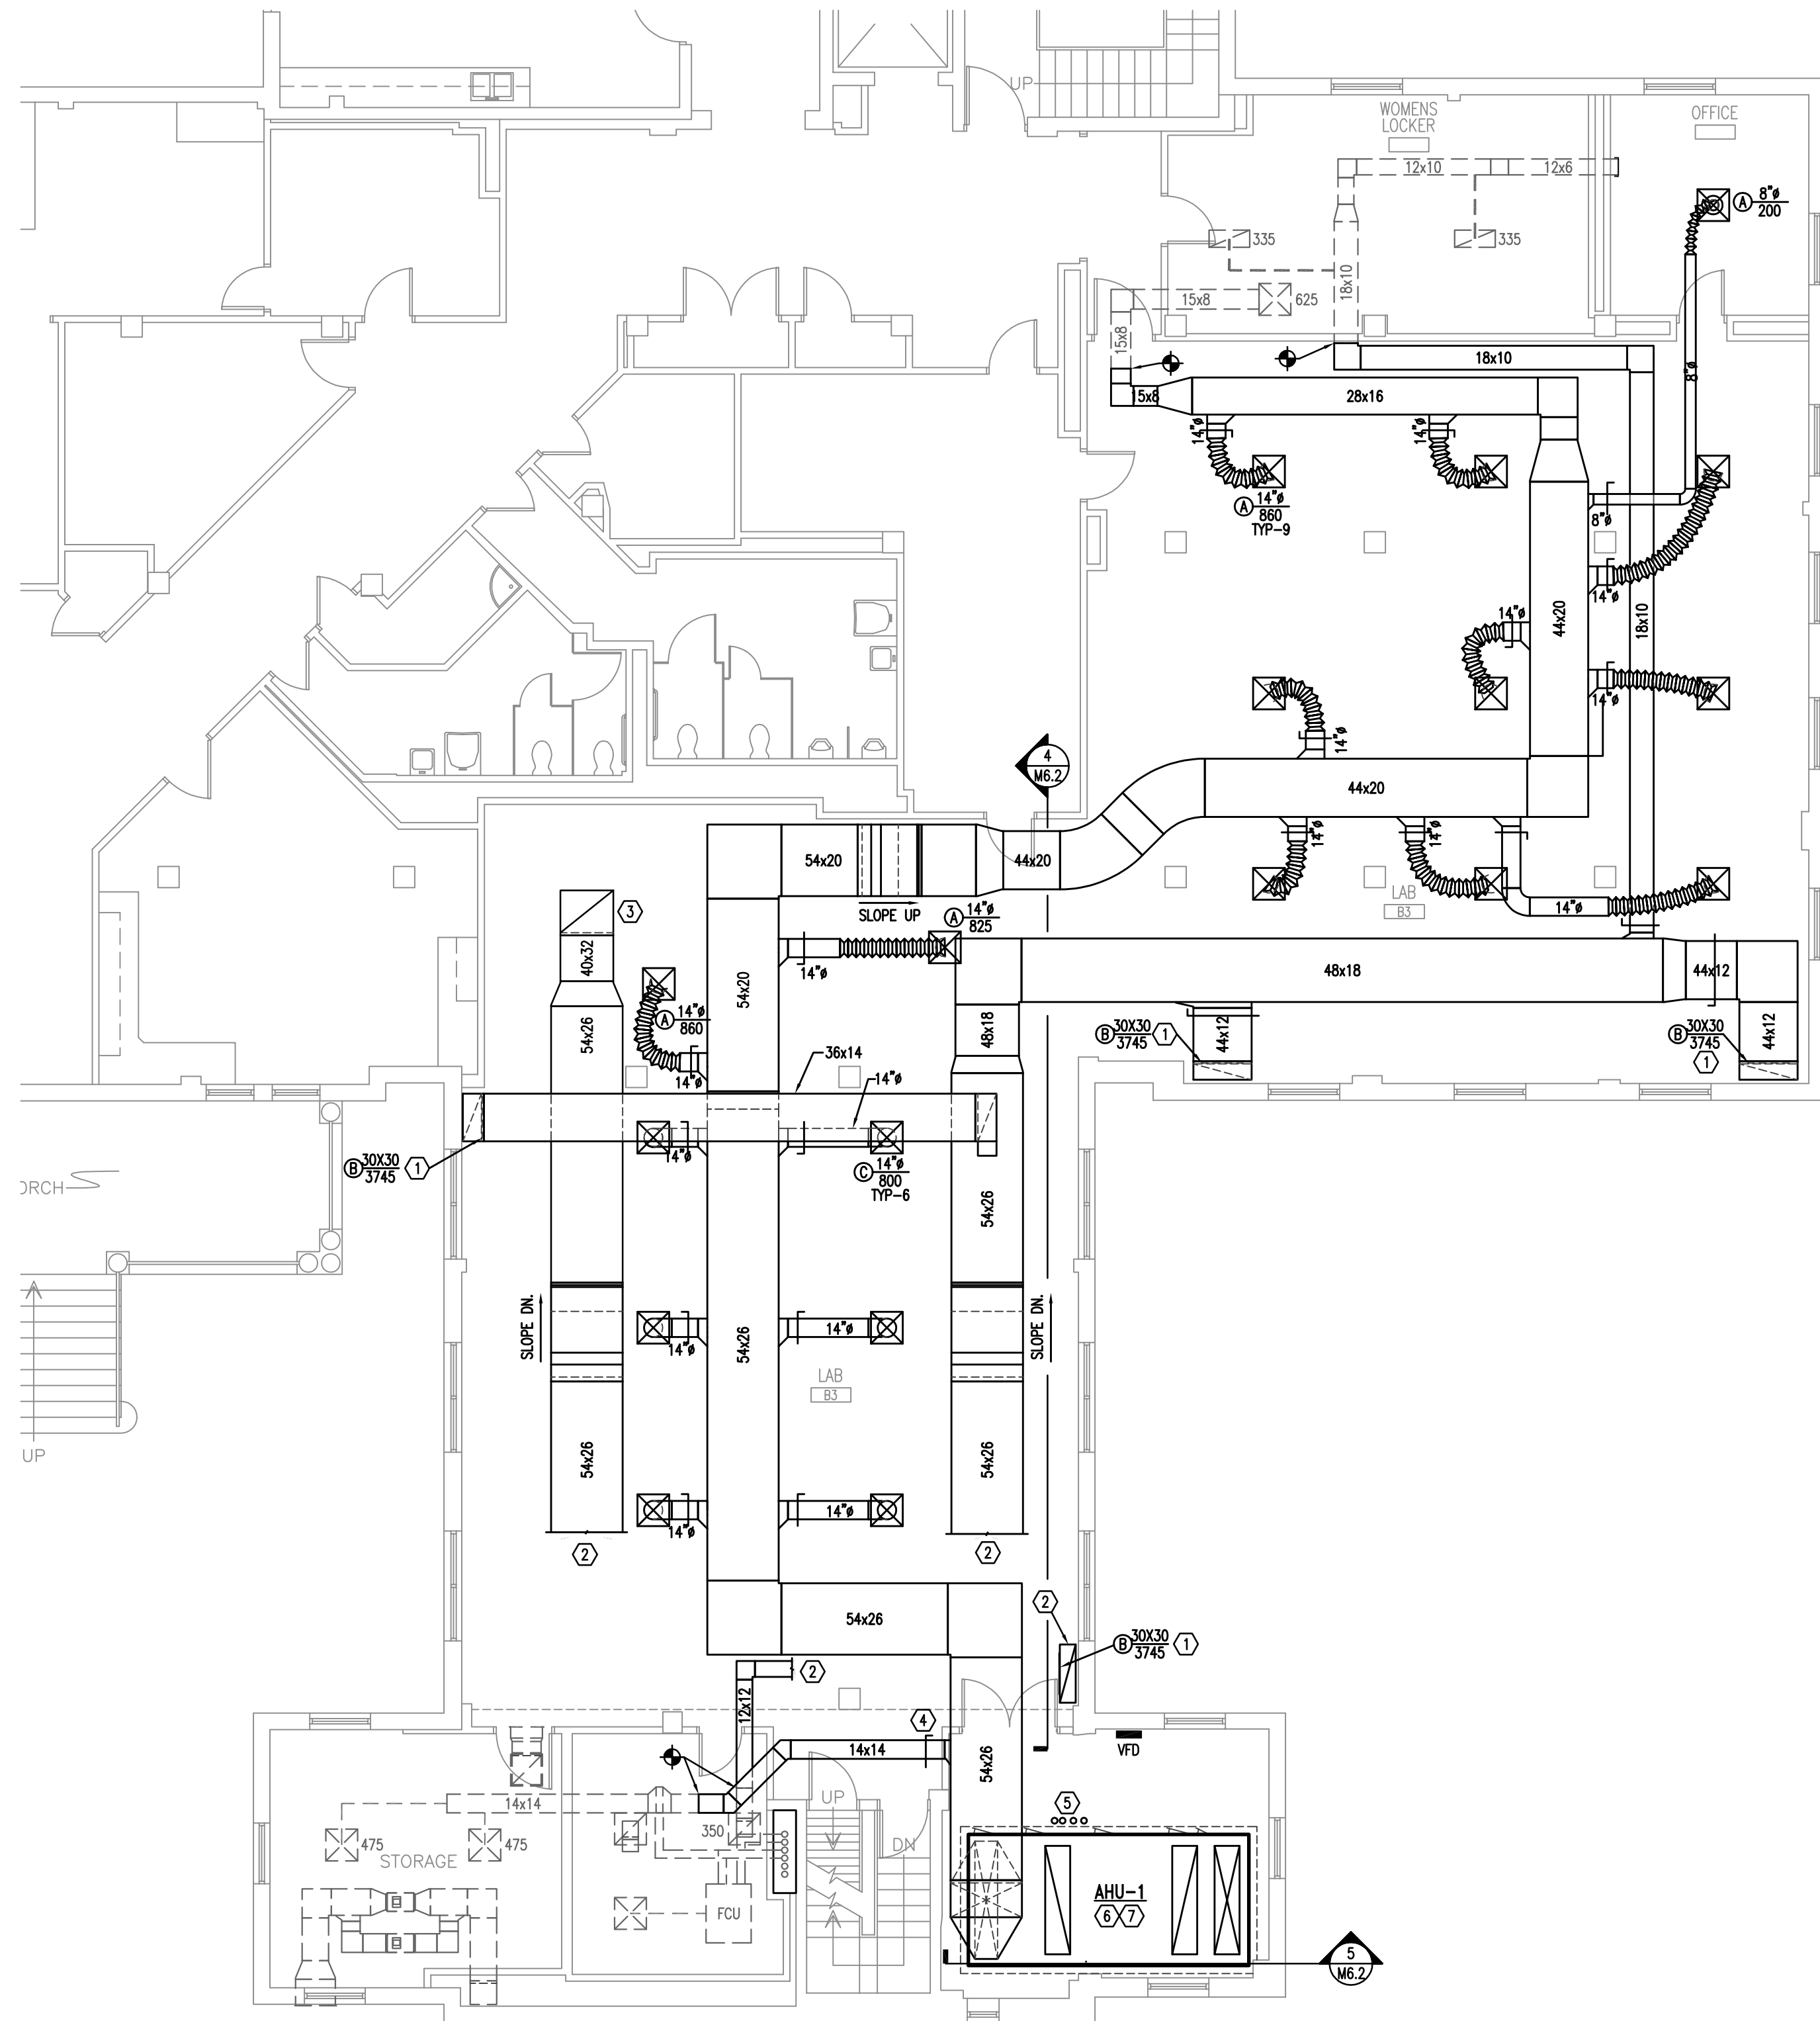 UP
WOMENS
LOCKER
OFFICE
12x10
12x6
A 8"ø
200
335
335
18x10
15x8
625
15x8
18x10
8"ø
15x8
28x16
14"ø
14"ø
A 14"ø
860
TYP-9
8"ø
14"ø
14"ø
44x20
18x10
14"ø
14"ø
4
M6.2
44x20
14"ø
14"ø
54x20
44x20
LAB
B3
SLOPE UP
A 14"ø
825
14"ø
3
40x32
14"ø
54x20
48x18
44x12
A 14"ø
860
54x26
48x18
B 30X30
3745
1
44x12
B 30X30
3745
1
44x12
36x14
14"ø
14"ø
14"ø
B 30X30
3745
1
C 14"ø
800
TYP-6
ORCH
54x26
SLOPE DN.
14"ø
14"ø
54x26
SLOPE DN.
LAB
B3
UP
54x26
54x26
14"ø
14"ø
2
2
54x26
2
B 30X30
3745
1
2
12x12
4
14x14
54x26
VFD
14x14
UP
5
350
475
475
STORAGE
DN
FCU
AHU-1
6
7
5
M6.2